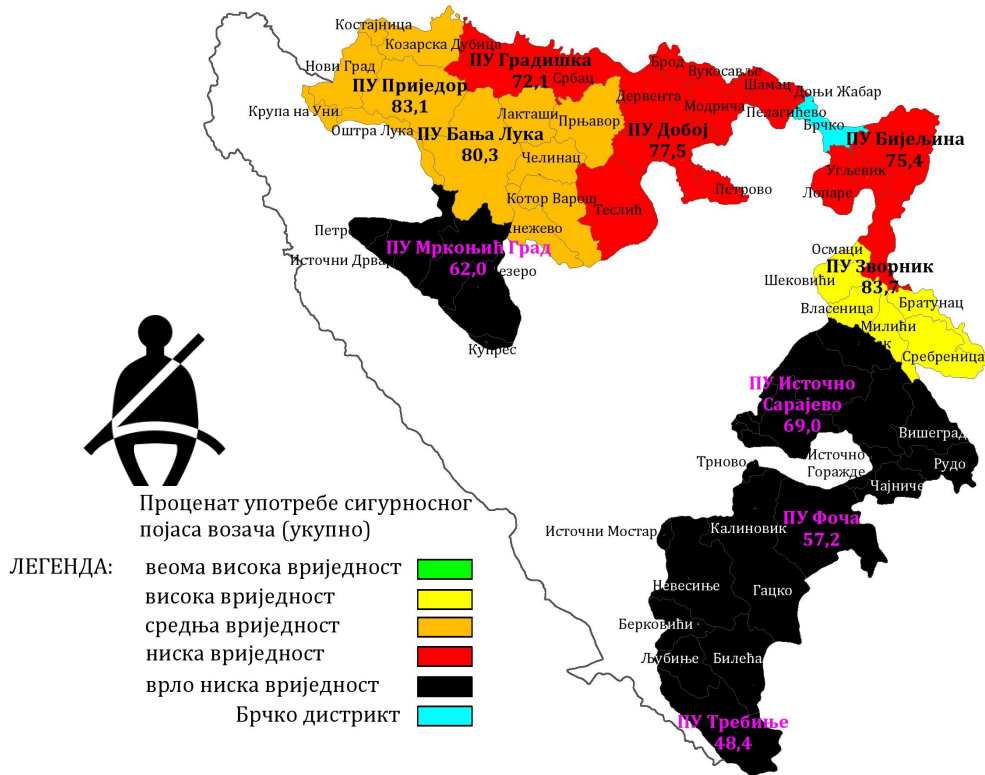 Костајница
Козарска Дубица
Нови Град
Крупа на Уни
Оштра Лука
ПУ Приједор
83,1
ПУ Градишка
72,1
Србац
Лакташи
Прњавор
ПУ Бања Лука
80,3
Челинац
Котор Варош
Кнежево
Брод
Вукосавље
Шамац
Дервента
Модрича
Пелагићево
Доњи Жабар
Брчко
ПУ Добој
77,5
Петрово
Теслић
ПУ Бијељина
75,4
Угљевик
Лопаре
Петро
Источни Дрвар
ПУ Мркоњић Град
62,0
Језеро
Купрес
Осмаци
ПУ Зворник
83,7
Шековићи
Власеница
Братунац
Милићи
Сребреница
ПУ Источно
Сарајево
69,0
Вишеград
Рудо
Трново
Источно
Горажде
Чајниче
ПУ Фоча
57,2
Калиновик
Источни Мостар
Невесиње
Гацко
Берковићи
Љубиње
Билећа
ПУ Требиње
48,4
Проценат употребе сигурносног
појаса возача (укупно)
ЛЕГЕНДА:
веома висока вриједност
висока вриједност
средња вриједност
ниска вриједност
врло ниска вриједност
Брчко дистрикт